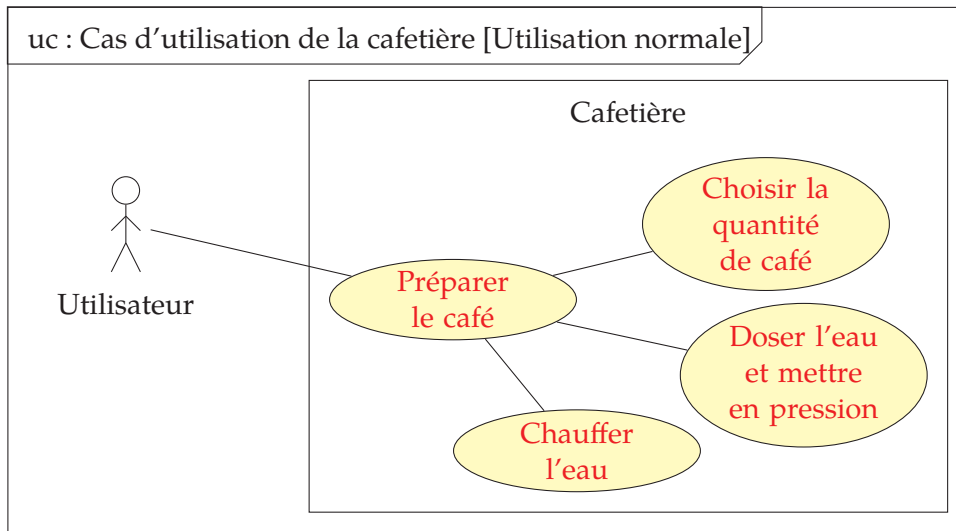 uc : Cas d’utilisation de la cafetière [Utilisation normale]
Cafetière
Choisir la
quantité
de café
Utilisateur
Préparer
le café
Doser l’eau
et mettre
en pression
Chauffer
l’eau